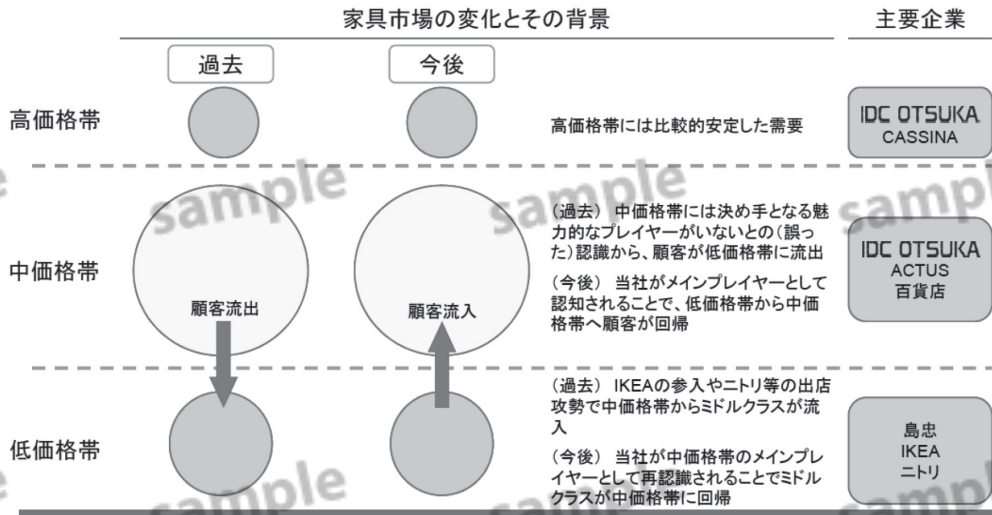 家具市場の変化とその背景
主要企業
過去
今後
高価格帯
高価格帯には比較的安定した需要
IDC OTSUKA
CASSINA
sample
sample
sample
中価格帯
顧客流出
顧客流入
(過去) 中価格帯には決め手となる魅
力的なプレイヤーがいないとの(誤っ
た)認識から、顧客が低価格帯に流出
(今後) 当社がメインプレイヤーとして
認知されることで、低価格帯から中価
格帯へ顧客が回帰
IDC OTSUKA
ACTUS
百貨店
低価格帯
(過去) IKEAの参入やニトリ等の出店
攻勢で中価格帯からミドルクラスが流
入
(今後) 当社が中価格帯のメインプレ
イヤーとして再認識されることでミドル
クラスが中価格帯に回帰
島忠
IKEA
ニトリ
sample
sample
sample